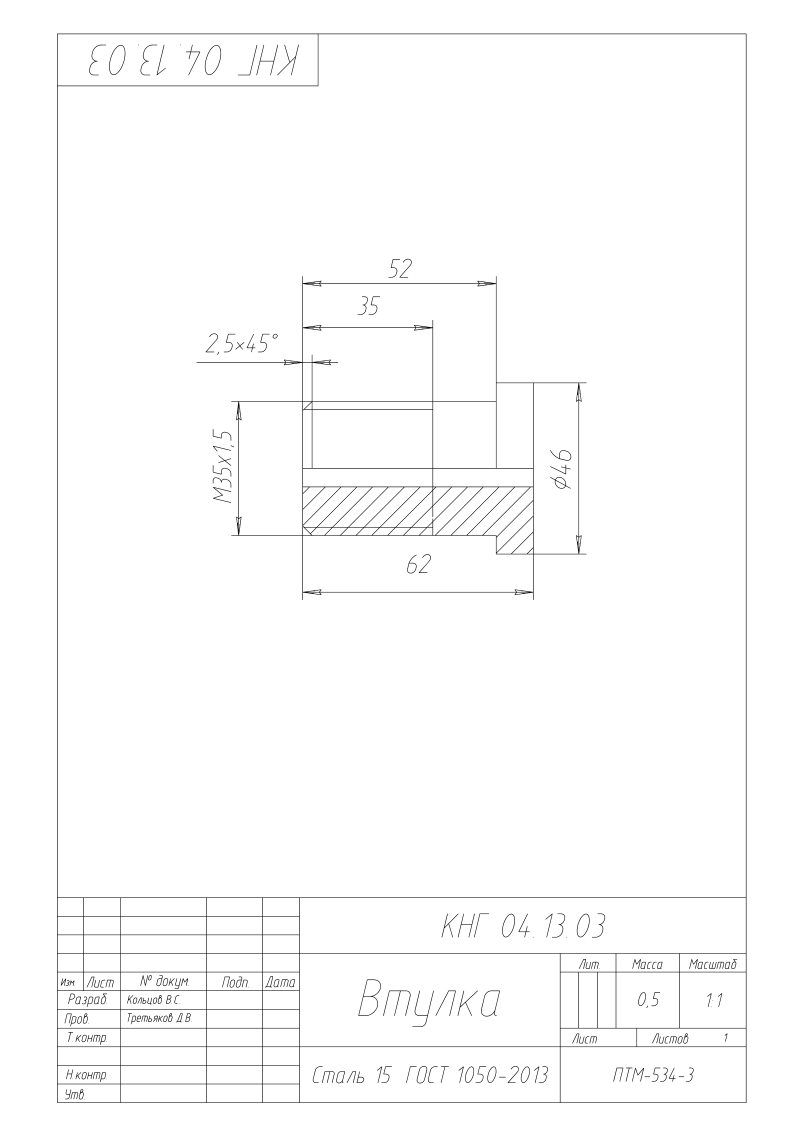 КНГ 04.13.03
52
35
2,5×45°
М35х1,5
ϕ46
62
КНГ 04.13.03
Лит. Масса Масштаб
Изм Лист № докум. Подп. Дата
Втулка
0,5 1:1
Разраб. Кольцов В.С.
Пров. Третьяков Д.В.
Т.контр.
Лист Листов 1
Н.контр.
Сталь 15 ГОСТ 1050-2013
ПТМ-534-3
Утв.